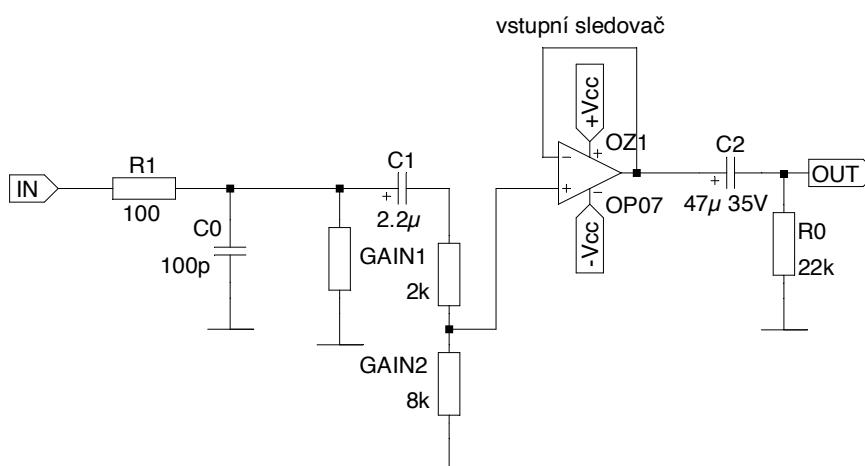 vstupní sledovač
+Vcc
OZ1
C2
IN
R1
C1
OUT
100
2.2µ
OP07
47µ 35V
C0
100p
-Vcc
R0
22k
GAIN1
2k
GAIN2
8k